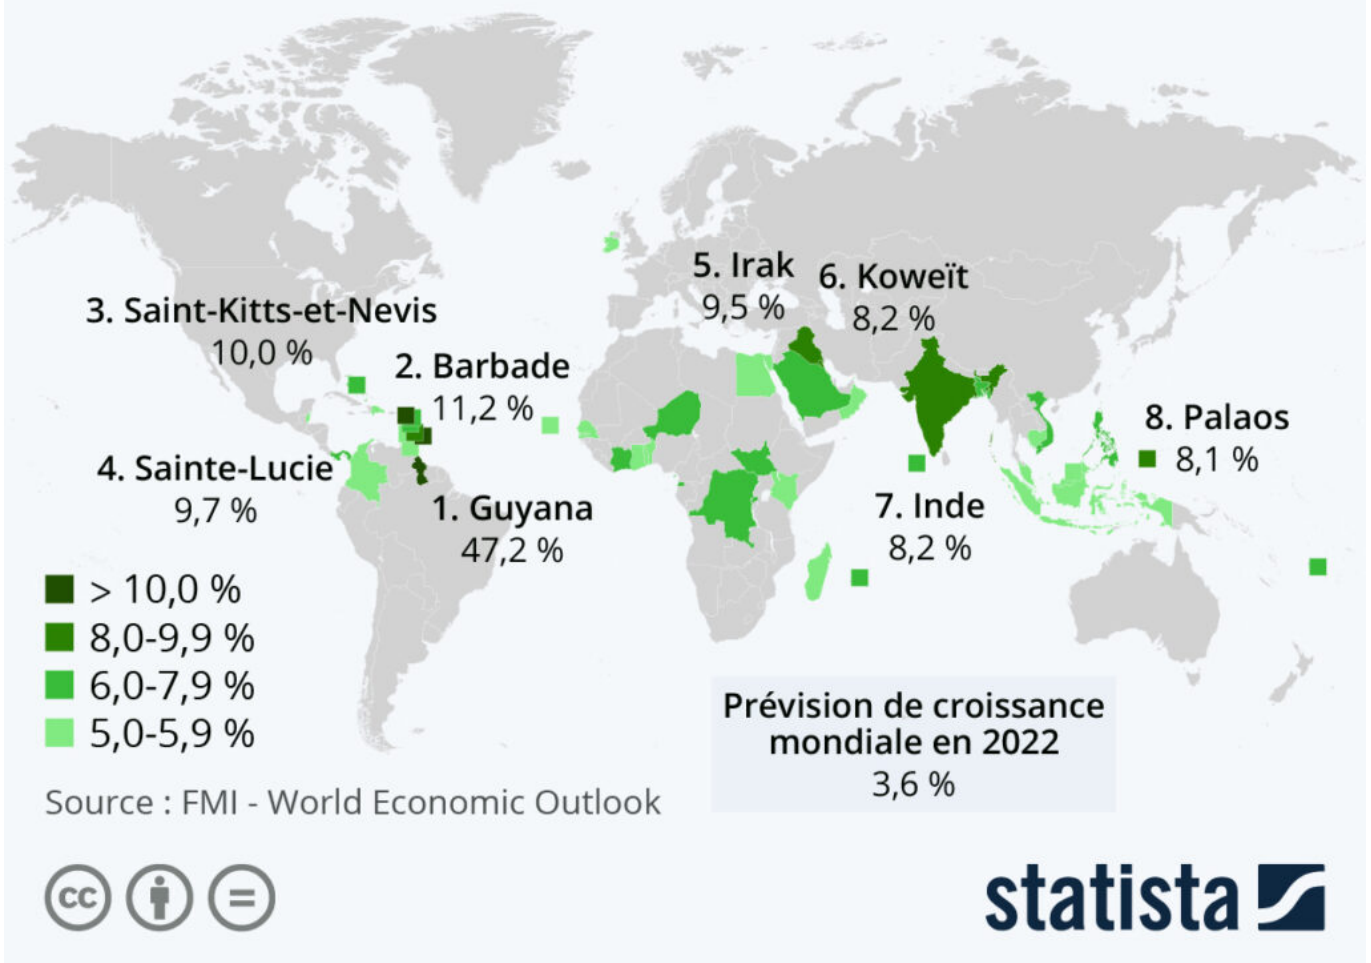 5. Irak
9,5 %
6. Koweït
8,2 %
3. Saint-Kitts-et-Nevis
10,0 %
2. Barbade
11,2 %
8. Palaos
8,1 %
4. Sainte-Lucie
9,7 %
1. Guyana
47,2 %
7. Inde
8,2 %
> 10,0 %
8,0-9,9 %
6,0-7,9 %
5,0-5,9 %
Prévision de croissance
mondiale en 2022
3,6 %
Source : FMI - World Economic Outlook
cc
statista